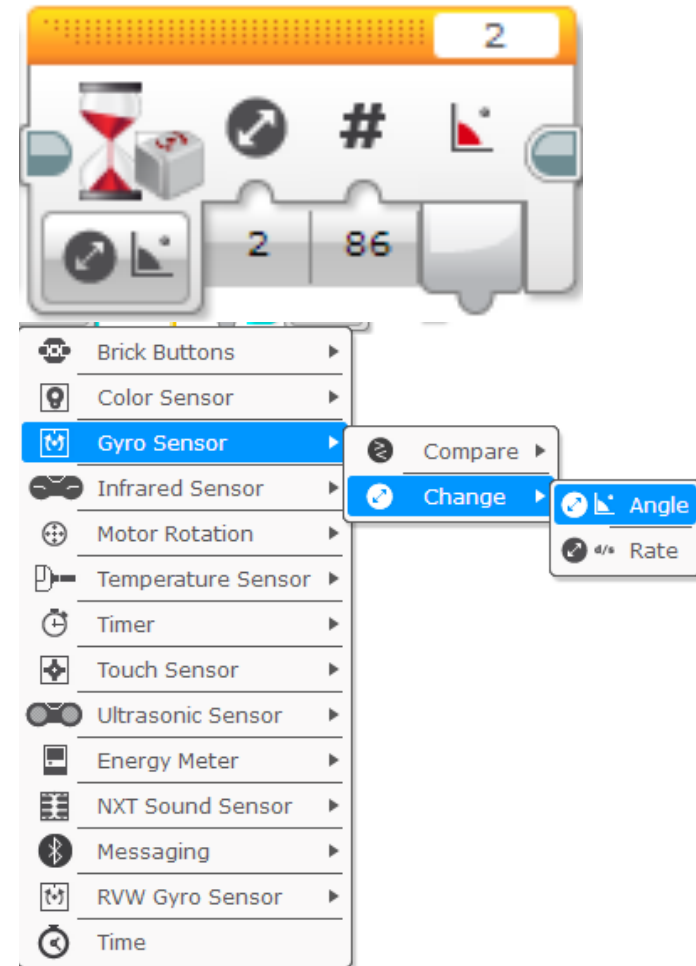 2
#
2 86
Brick Buttons
Color Sensor
Gyro Sensor
Compare
Infrared Sensor
Change
Angle
Motor Rotation
d/s Rate
Temperature Sensor
Timer
Touch Sensor
Ultrasonic Sensor
Energy Meter
NXT Sound Sensor
Messaging
RVW Gyro Sensor
Time